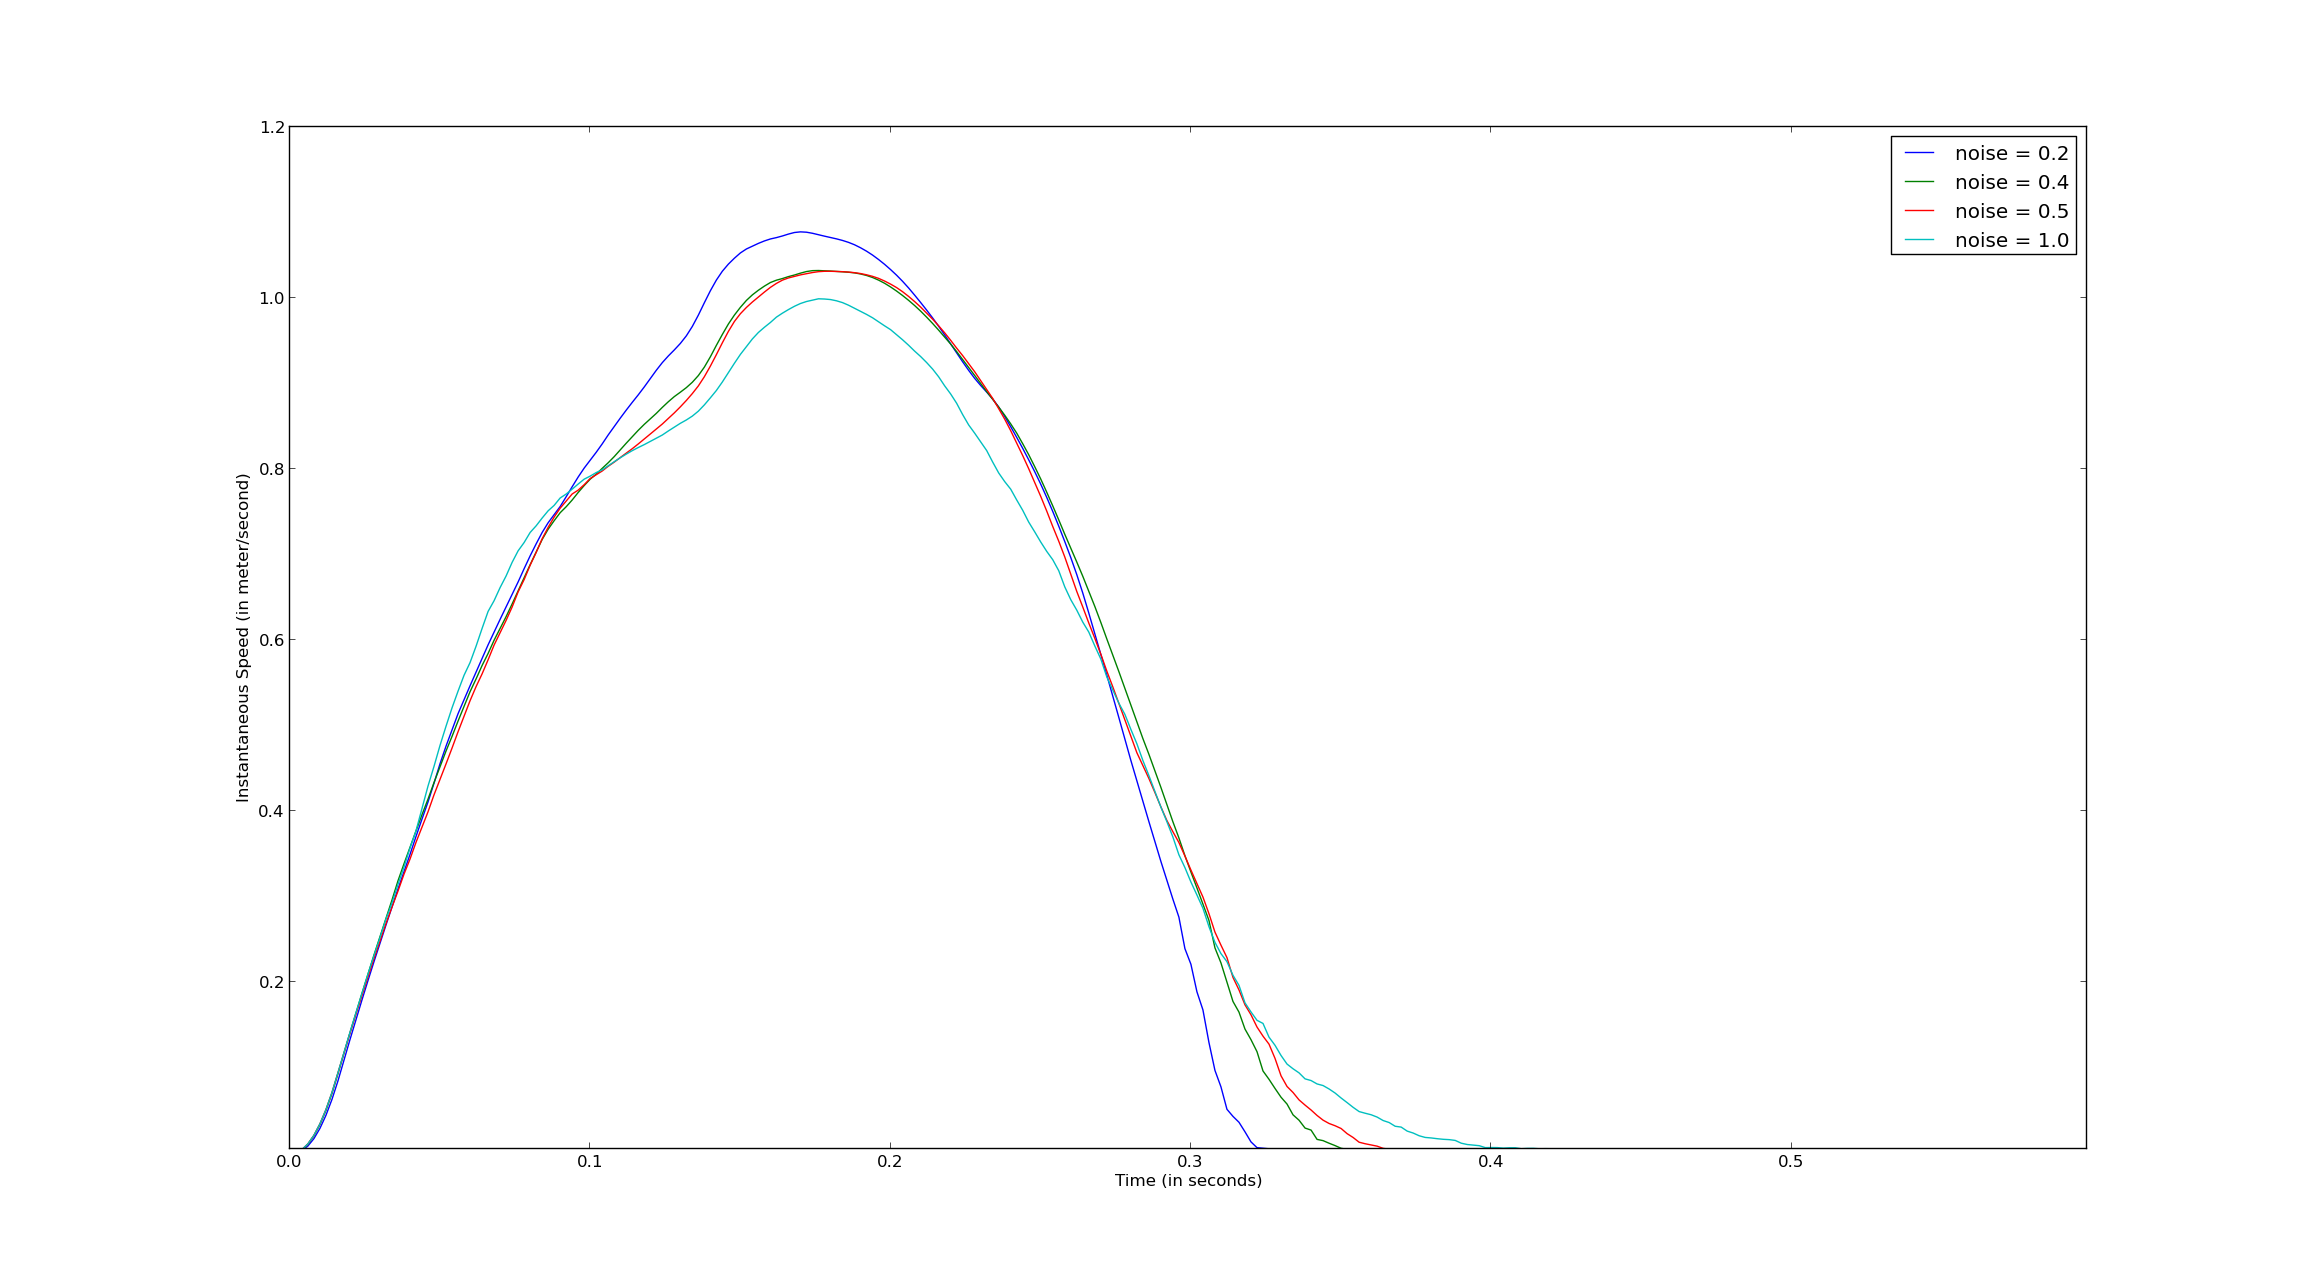 1.2
1.0
0.8
0.6
0.4
0.2
Instantaneous Speed (in meter/second)
noise = 0.2
noise = 0.4
noise = 0.5
noise = 1.0
0.0 0.1 0.2 0.3 0.4 0.5
Time (in seconds)